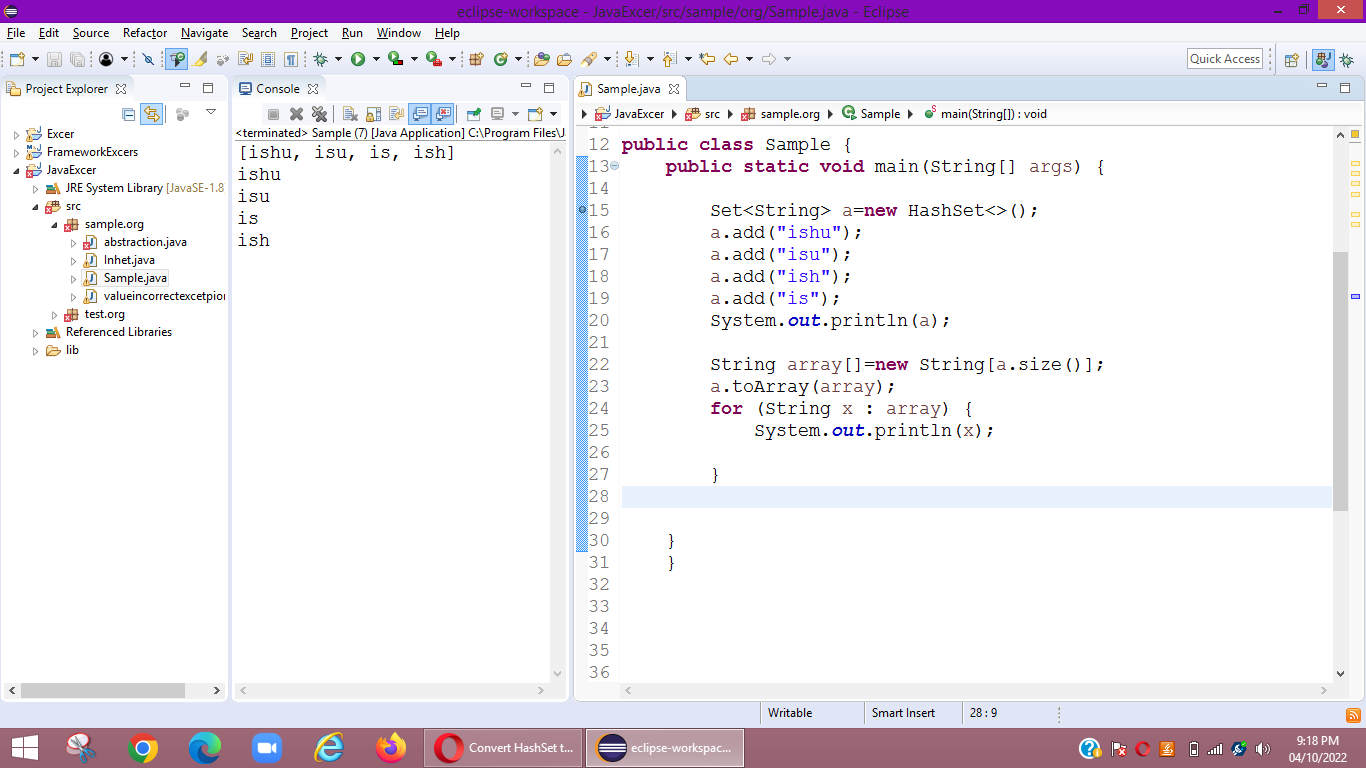 eclipse-workspace - JavaExcer/src/sample/org/Sample.java - Eclipse
File Edit Source Refactor Navigate Search Project Run Window Help
Quick Access
Project Explorer
Excer
FrameworkExcers
JavaExcer
JRE System Library [JavaSE-1.8
src
sample.org
abstraction.java
Inhet.java
Sample.java
valueincorrectexcetpion
test.org
Referenced Libraries
lib
Console
<terminated> Sample (7) [Java Application] C:\Program Files\J
[ishu, isu, is, ish]
ishu
isu
is
ish
Sample.java
JavaExcer src sample.org Sample main(String[]) : void
12 public class Sample {
13 public static void main(String[] args) {
14
15 Set<String> a=new HashSet<>();
16 a.add("ishu");
17 a.add("isu");
18 a.add("ish");
19 a.add("is");
20 System.out.println(a);
21
22 String array[]=new String[a.size()];
23 a.toArray(array);
24 for (String x : array) {
25 System.out.println(x);
26
27 }
28
29
30 }
31 }
32
33
34
35
36
Writable Smart Insert 28 : 9
Convert HashSet t... eclipse-workspac...
9:18 PM
04/10/2022